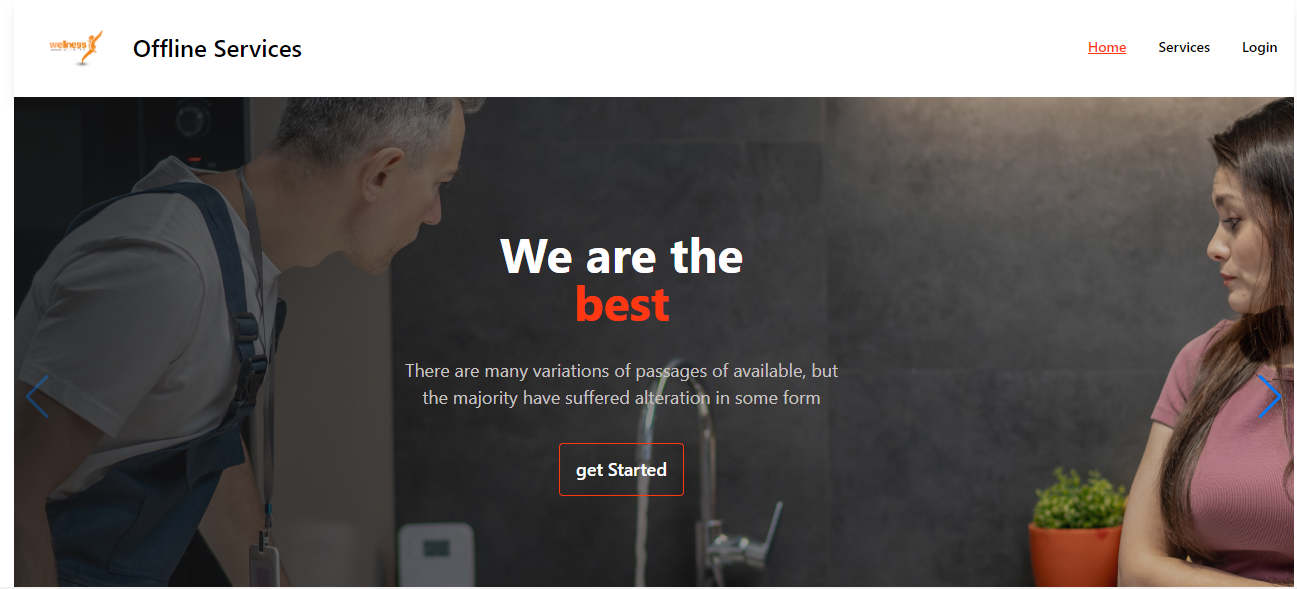 wellness
Offline Services
Home
Services
Login
We are the
best
There are many variations of passages of available, but
the majority have suffered alteration in some form
get Started